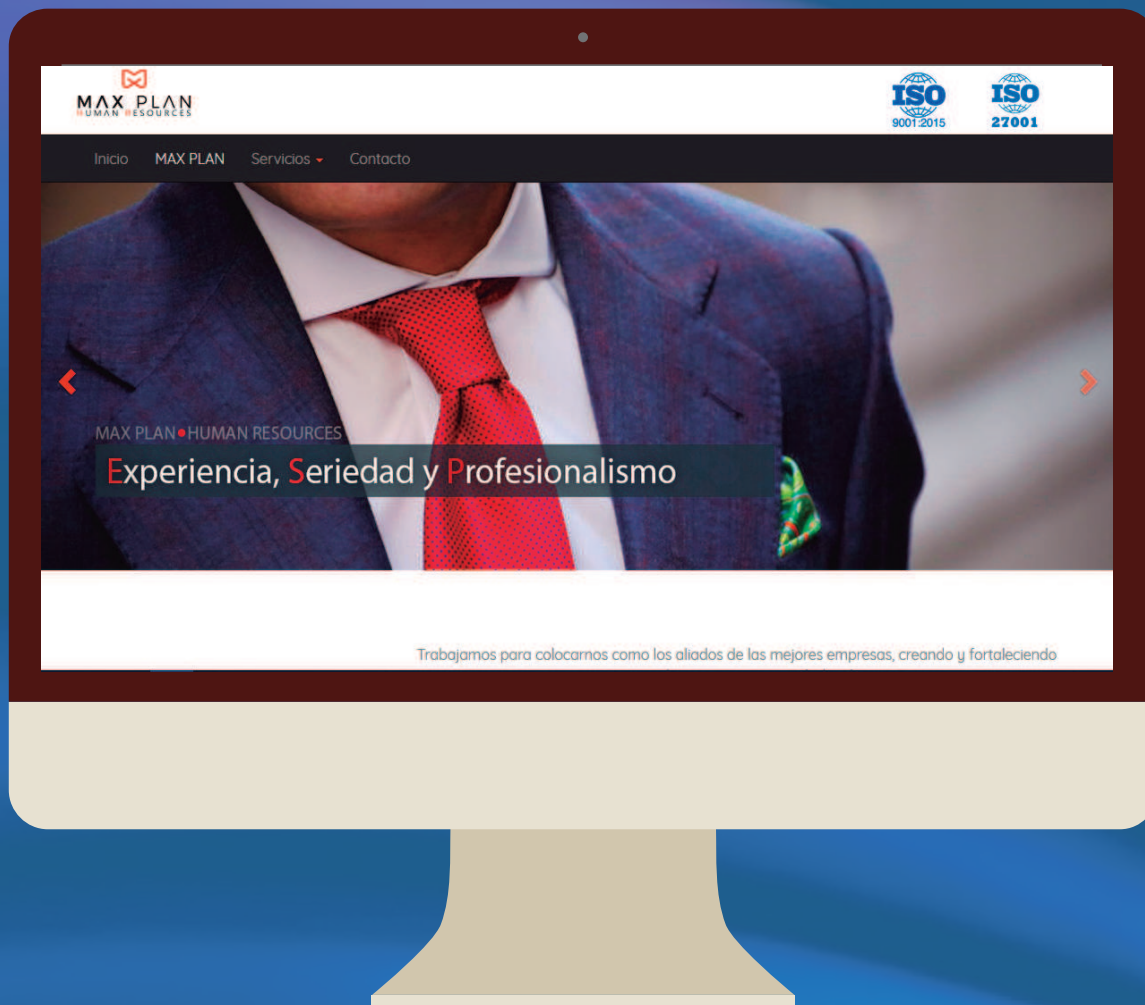 MAX PLAN
HUMAN RESOURCES
ISO
9001:2015
ISO
27001
Inicio MAX PLAN Servicios Contacto
MAX PLAN•HUMAN RESOURCES
Experiencia, Seriedad y Profesionalismo
Trabajamos para colocarnos como los aliados de las mejores empresas, creando y fortaleciendo